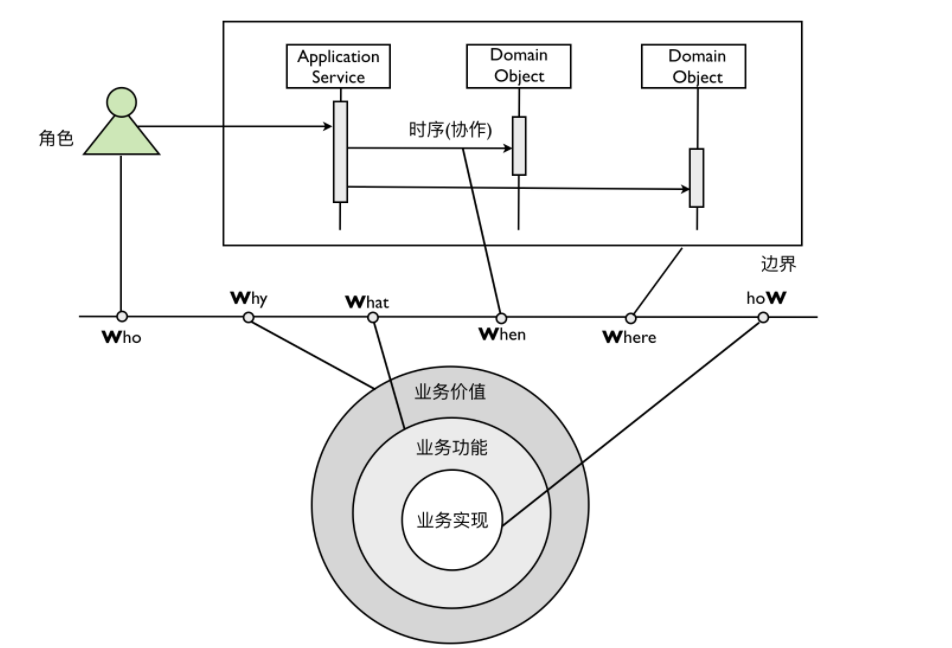 Application
Service
Domain
Object
Domain
Object
角色
时序(协作)
边界
Who
Why
What
When
Where
hoW
业务价值
业务功能
业务实现